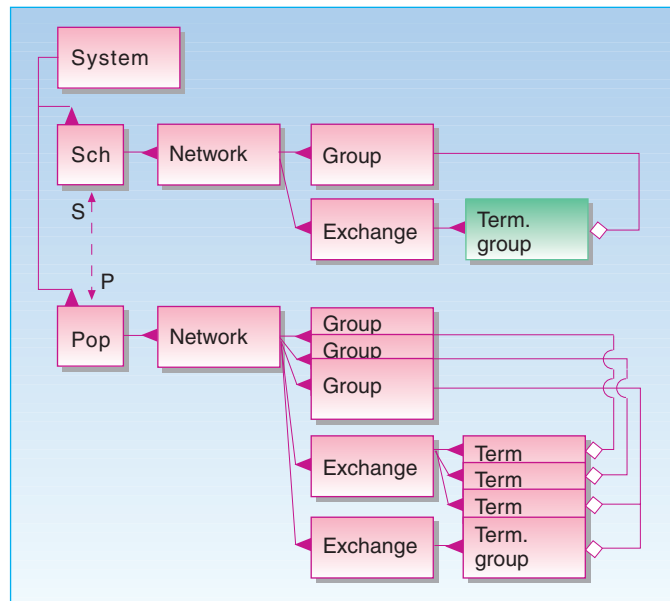 System
Sch
Network
Group
Exchange
Term.
group
S
P
Pop
Network
Group
Group
Group
Exchange
Term
Term
Term
Exchange
Term.
group